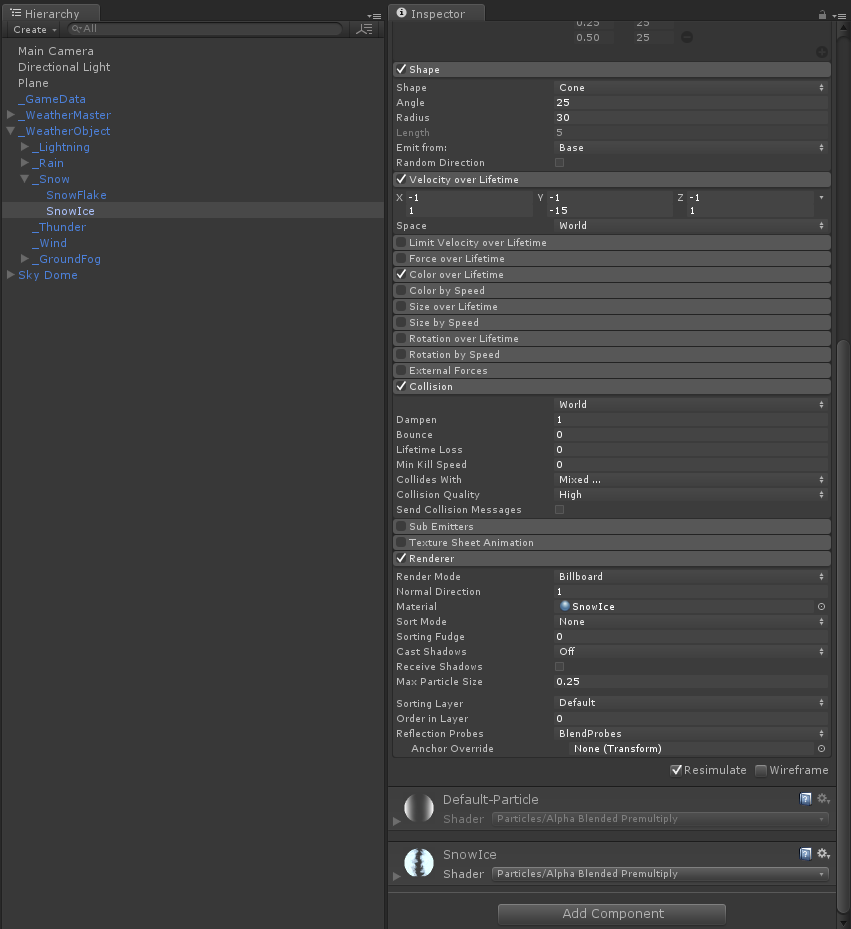 Hierarchy
Create
All
Main Camera
Directional Light
Plane
_GameData
_WeatherMaster
_WeatherObject
_Lightning
_Rain
_Snow
SnowFlake
SnowIce
_Thunder
_Wind
_GroundFog
Sky Dome
Inspector
0.25 25
0.50 25
Shape
Shape Cone
Angle 25
Radius 30
Length 5
Emit from: Base
Random Direction
Velocity over Lifetime
X -1 Y -1 Z -1
1 -15 1
Space World
Limit Velocity over Lifetime
Force over Lifetime
Color over Lifetime
Color by Speed
Size over Lifetime
Size by Speed
Rotation over Lifetime
Rotation by Speed
External Forces
Collision
World
Dampen 1
Bounce 0
Lifetime Loss 0
Min Kill Speed 0
Collides With Mixed ...
Collision Quality High
Send Collision Messages
Sub Emitters
Texture Sheet Animation
Renderer
Render Mode Billboard
Normal Direction 1
Material SnowIce
Sort Mode None
Sorting Fudge 0
Cast Shadows Off
Receive Shadows
Max Particle Size 0.25
Sorting Layer Default
Order in Layer 0
Reflection Probes BlendProbes
Anchor Override None (Transform)
Resimulate Wireframe
Default-Particle
Shader Particles/Alpha Blended Premultiply
SnowIce
Shader Particles/Alpha Blended Premultiply
Add Component